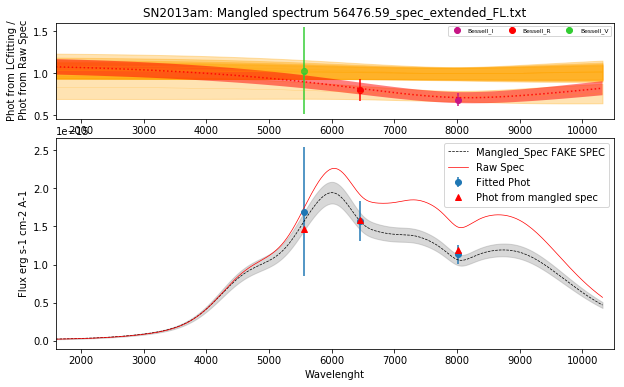 SN2013am: Mangled spectrum 56476.59_spec_extended_FL.txt
Phot from LCfitting /
Phot from Raw Spec
1.5
1.0
0.5
Bessell_I
Bessell_R
Bessell_V
2000 3000 4000 5000 6000 7000 8000 9000 10000
Flux erg s-1 cm-2 A-1
2.5
2.0
1.5
1.0
0.5
0.0
Mangled_Spec FAKE SPEC
Raw Spec
Fitted Phot
Phot from mangled spec
2000 3000 4000 5000 6000 7000 8000 9000 10000
Wavelenght